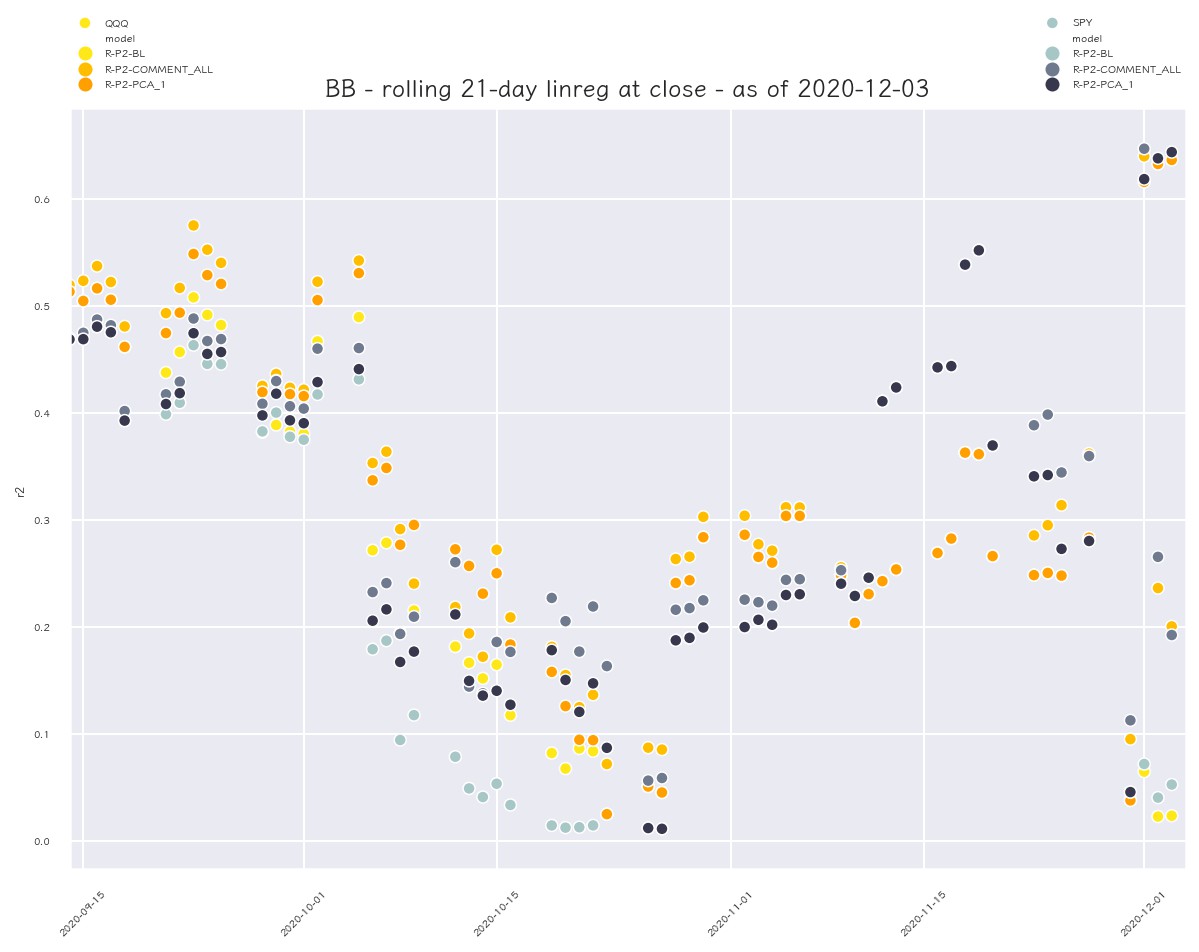 QQQ
model
R-P2-BL
R-P2-COMMENT_ALL
R-P2-PCA_1
SPY
model
R-P2-BL
R-P2-COMMENT_ALL
R-P2-PCA_1
BB - rolling 21-day linreg at close - as of 2020-12-03
r2
0.6
0.5
0.4
0.3
0.2
0.1
0.0
2020-09-15
2020-10-01
2020-10-15
2020-11-01
2020-11-15
2020-12-01